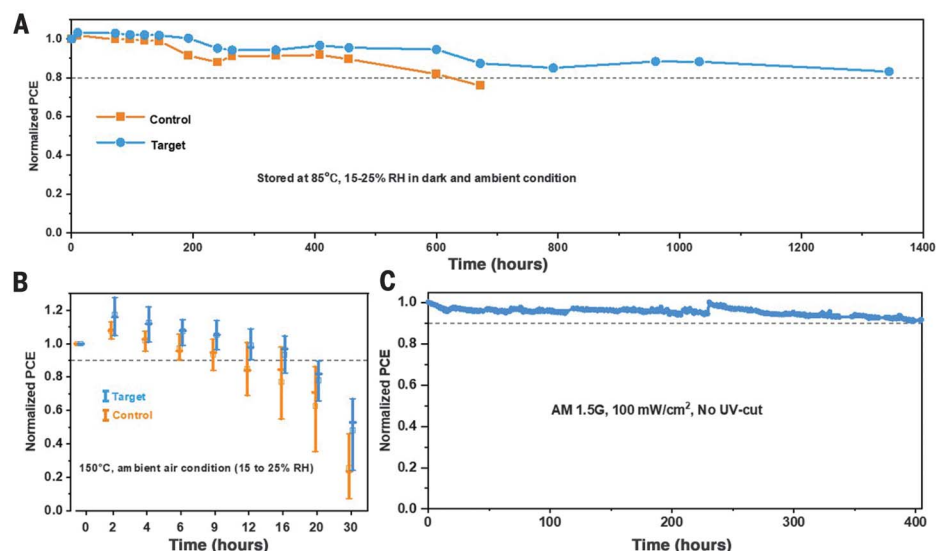 A
Normalized PCE
1.0
0.8
0.6
0.4
0.2
0.0
Control
Target
Stored at 85°C, 15-25% RH in dark and ambient condition
0 200 400 600 800 1000 1200 1400
Time (hours)
B
Normalized PCE
1.2
1.0
0.8
0.6
0.4
0.2
0.0
Target
Control
150°C, ambient air condition (15 to 25% RH)
0 2 4 6 9 12 16 20 30
Time (hours)
C
Normalized PCE
1.0
0.8
0.6
0.4
0.2
0.0
AM 1.5G, 100 mW/cm², No UV-cut
0 100 200 300 400
Time (hours)